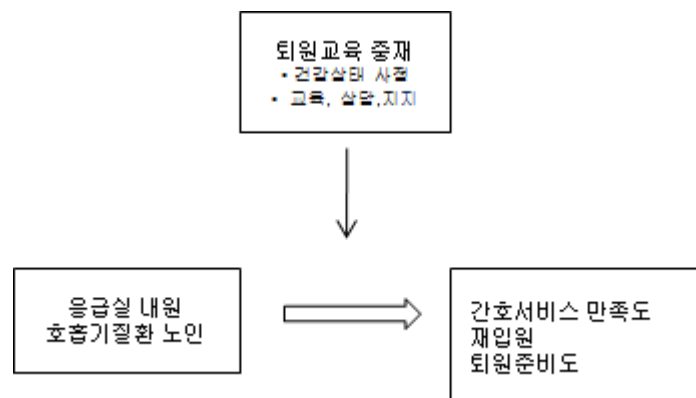 퇴원교육 중재
• 건강상태 사정
• 교육, 상담,지지
응급실 내원
호흡기질환 노인
간호서비스 만족도
재입원
퇴원준비도